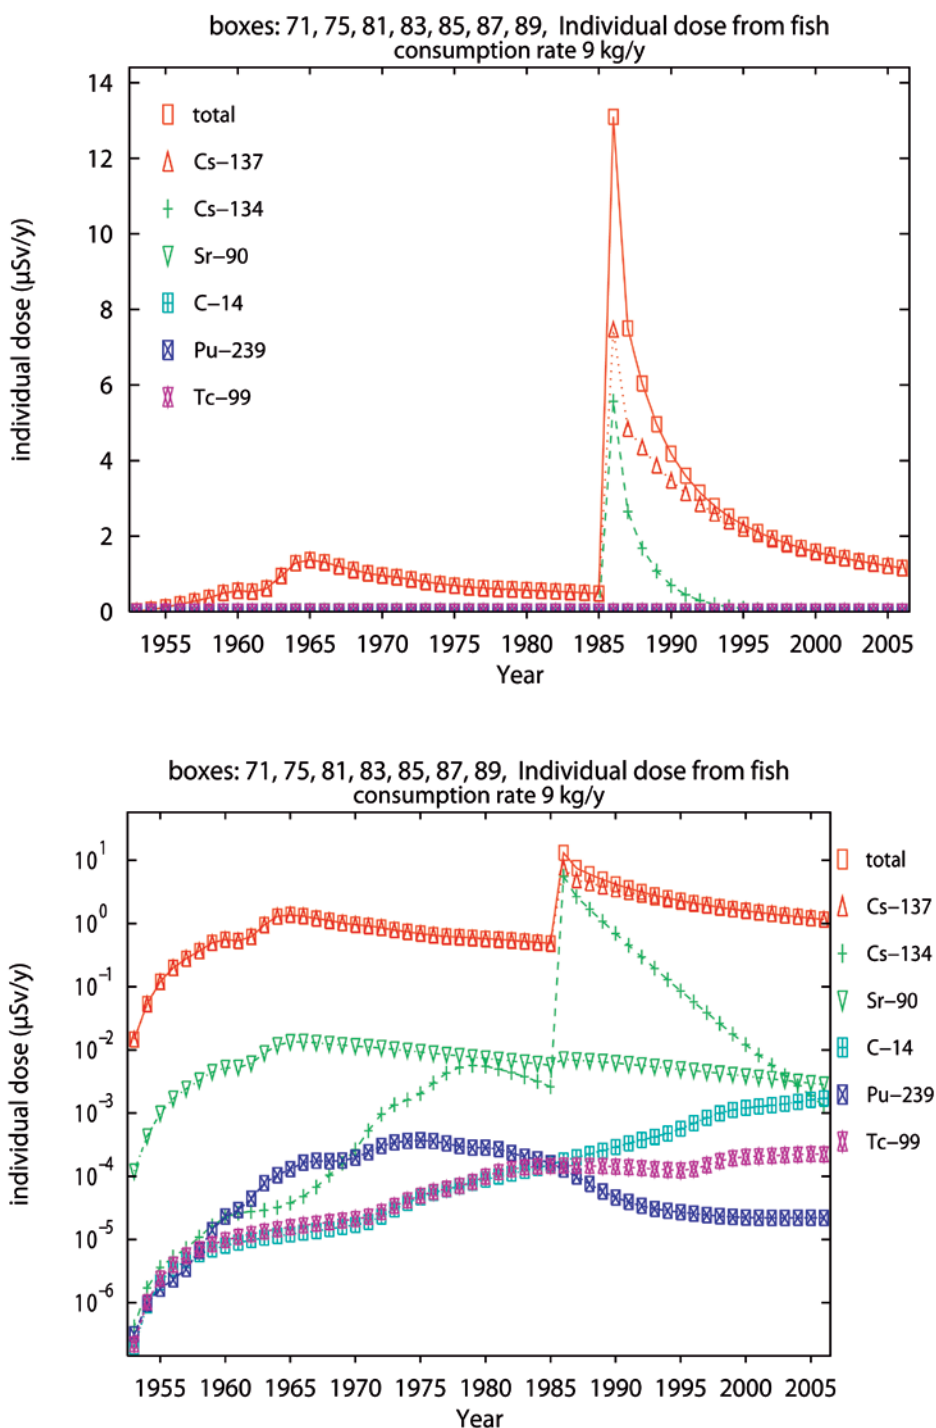 boxes: 71, 75, 81, 83, 85, 87, 89, Individual dose from fish
consumption rate 9 kg/y
14
12
10
8
6
4
2
0
individual dose (μSv/y)
total
Cs−137
Cs−134
Sr−90
C−14
Pu−239
Tc−99
1955 1960 1965 1970 1975 1980 1985 1990 1995 2000 2005
Year
boxes: 71, 75, 81, 83, 85, 87, 89, Individual dose from fish
consumption rate 9 kg/y
10¹
10⁰
10⁻¹
10⁻²
10⁻³
10⁻⁴
10⁻⁵
10⁻⁶
individual dose (μSv/y)
total
Cs−137
Cs−134
Sr−90
C−14
Pu−239
Tc−99
1955 1960 1965 1970 1975 1980 1985 1990 1995 2000 2005
Year